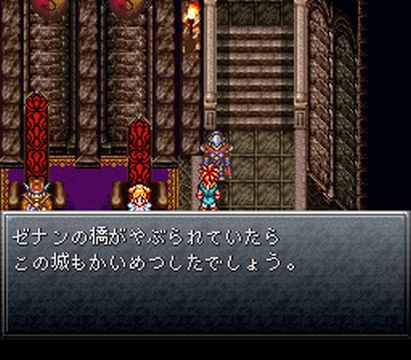 ゼナンの橋がやぶられていたら
この城もかいめつしたでしょう。